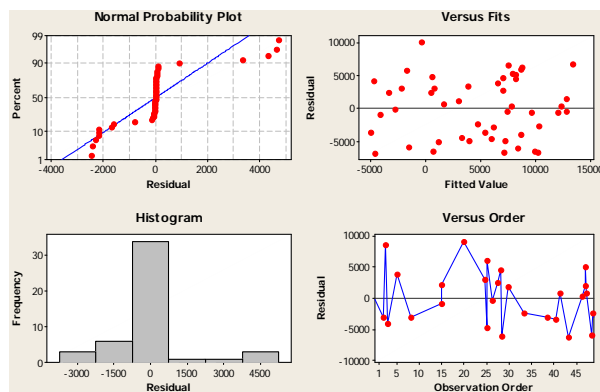 Normal Probability Plot
99
90
50
10
1
Percent
-4000 -2000 0 2000 4000
Residual
Versus Fits
10000
5000
0
-5000
Residual
-5000 0 5000 10000 15000
Fitted Value
Histogram
30
20
10
0
Frequency
-3000 -1500 0 1500 3000 4500
Residual
Versus Order
10000
5000
0
-5000
-10000
Residual
1 5 10 15 20 25 30 35 40 45
Observation Order